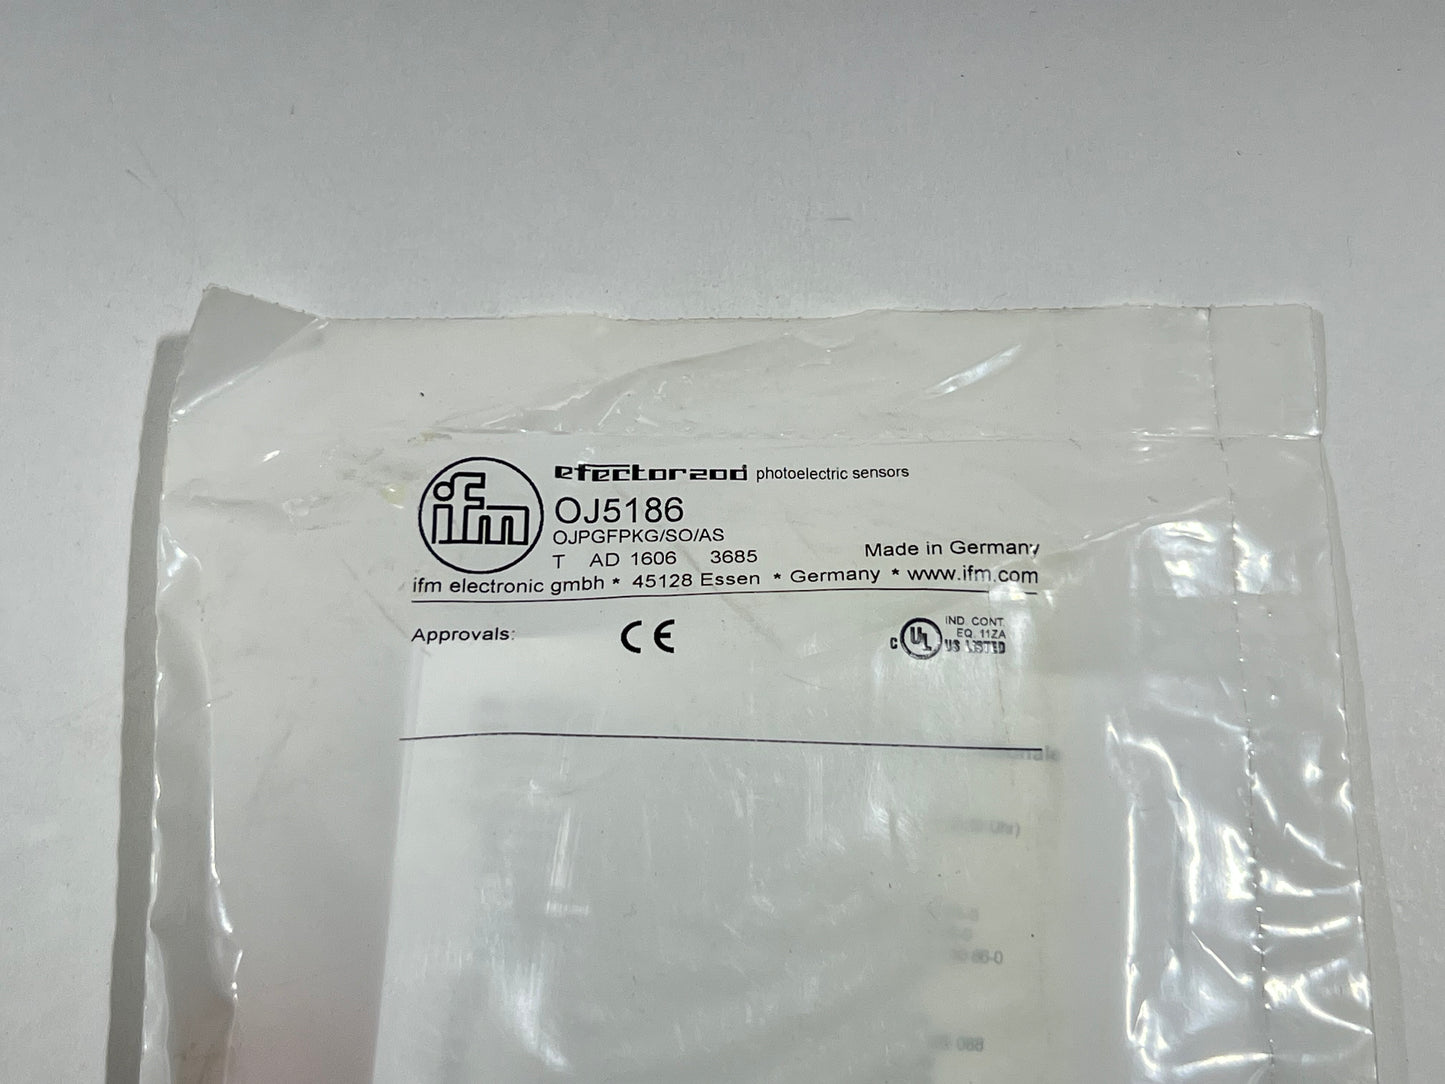 ifm
efector200 photoelectric sensors
OJ5186
OJPGFPKG/SO/AS
T AD 1606 3685 Made in Germany
ifm electronic gmbh * 45128 Essen * Germany * www.ifm.com
Approvals: CE
C UL US LISTED
IND. CONT.
EQ. 11ZA